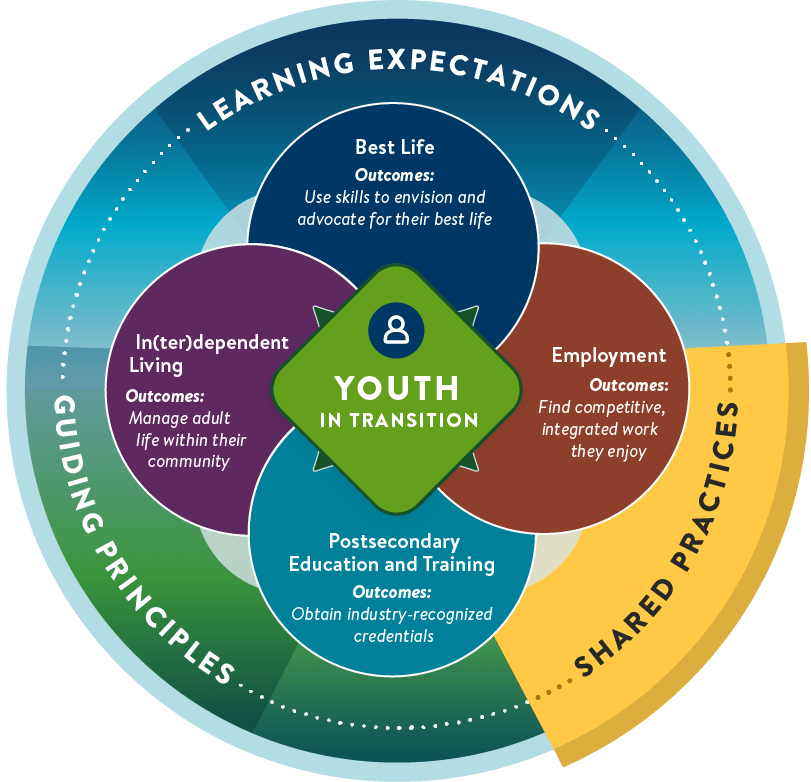 LEARNING EXPECTATIONS
Best Life
Outcomes:
Use skills to envision and
advocate for their best life
In(ter)dependent
Living
Outcomes:
Manage adult
life within their
community
YOUTH
IN TRANSITION
Employment
Outcomes:
Find competitive,
integrated work
they enjoy
Postsecondary
Education and Training
Outcomes:
Obtain industry-recognized
credentials
GUIDING PRINCIPLES
SHARED PRACTICES